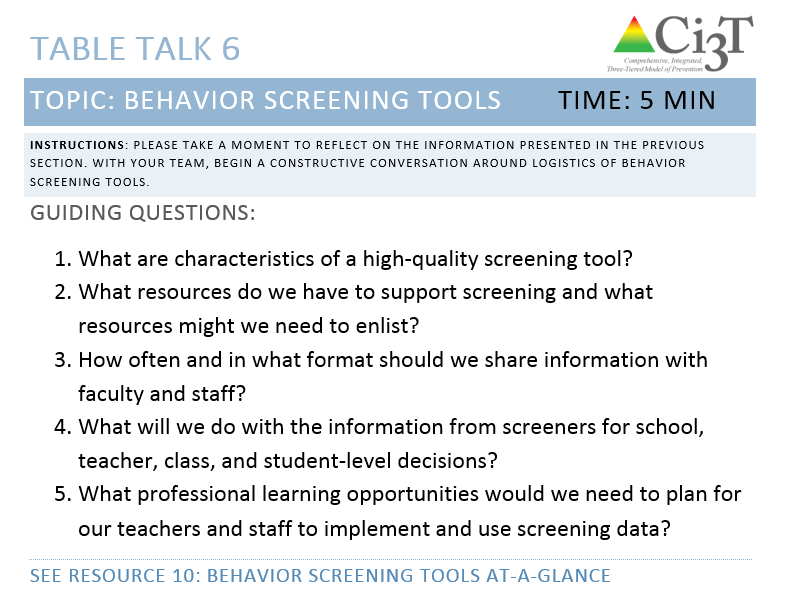 TABLE TALK 6
Ci3T
Comprehensive, Integrated,
Three-Tiered Model of Prevention
TOPIC: BEHAVIOR SCREENING TOOLS TIME: 5 MIN
INSTRUCTIONS: PLEASE TAKE A MOMENT TO REFLECT ON THE INFORMATION PRESENTED IN THE PREVIOUS
SECTION. WITH YOUR TEAM, BEGIN A CONSTRUCTIVE CONVERSATION AROUND LOGISTICS OF BEHAVIOR
SCREENING TOOLS.
GUIDING QUESTIONS:
1. What are characteristics of a high-quality screening tool?
2. What resources do we have to support screening and what
resources might we need to enlist?
3. How often and in what format should we share information with
faculty and staff?
4. What will we do with the information from screeners for school,
teacher, class, and student-level decisions?
5. What professional learning opportunities would we need to plan for
our teachers and staff to implement and use screening data?
SEE RESOURCE 10: BEHAVIOR SCREENING TOOLS AT-A-GLANCE